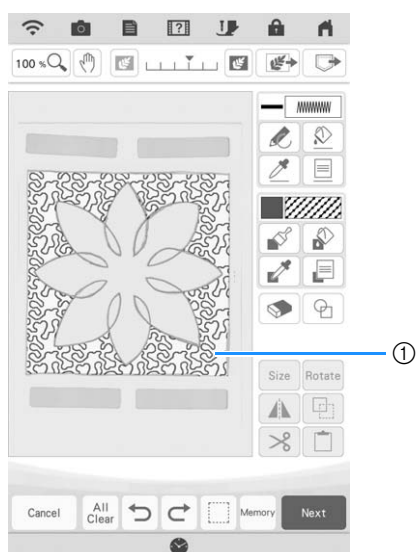 ?
100 %
①
Size Rotate
Cancel
All
Clear
Memory
Next